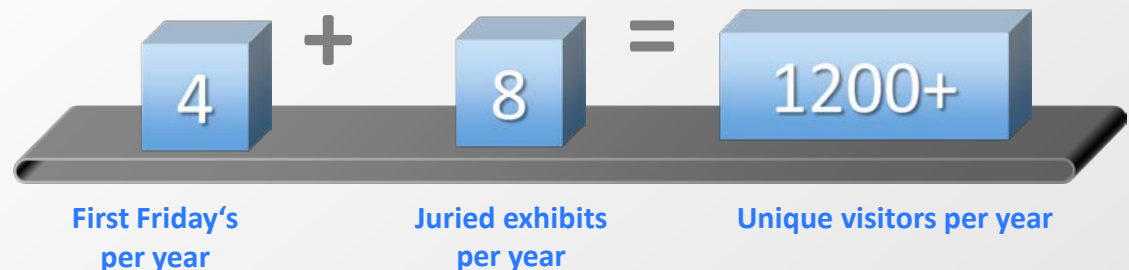 4 + 8 = 1200+
First Friday‘s
per year
Juried exhibits
per year
Unique visitors per year